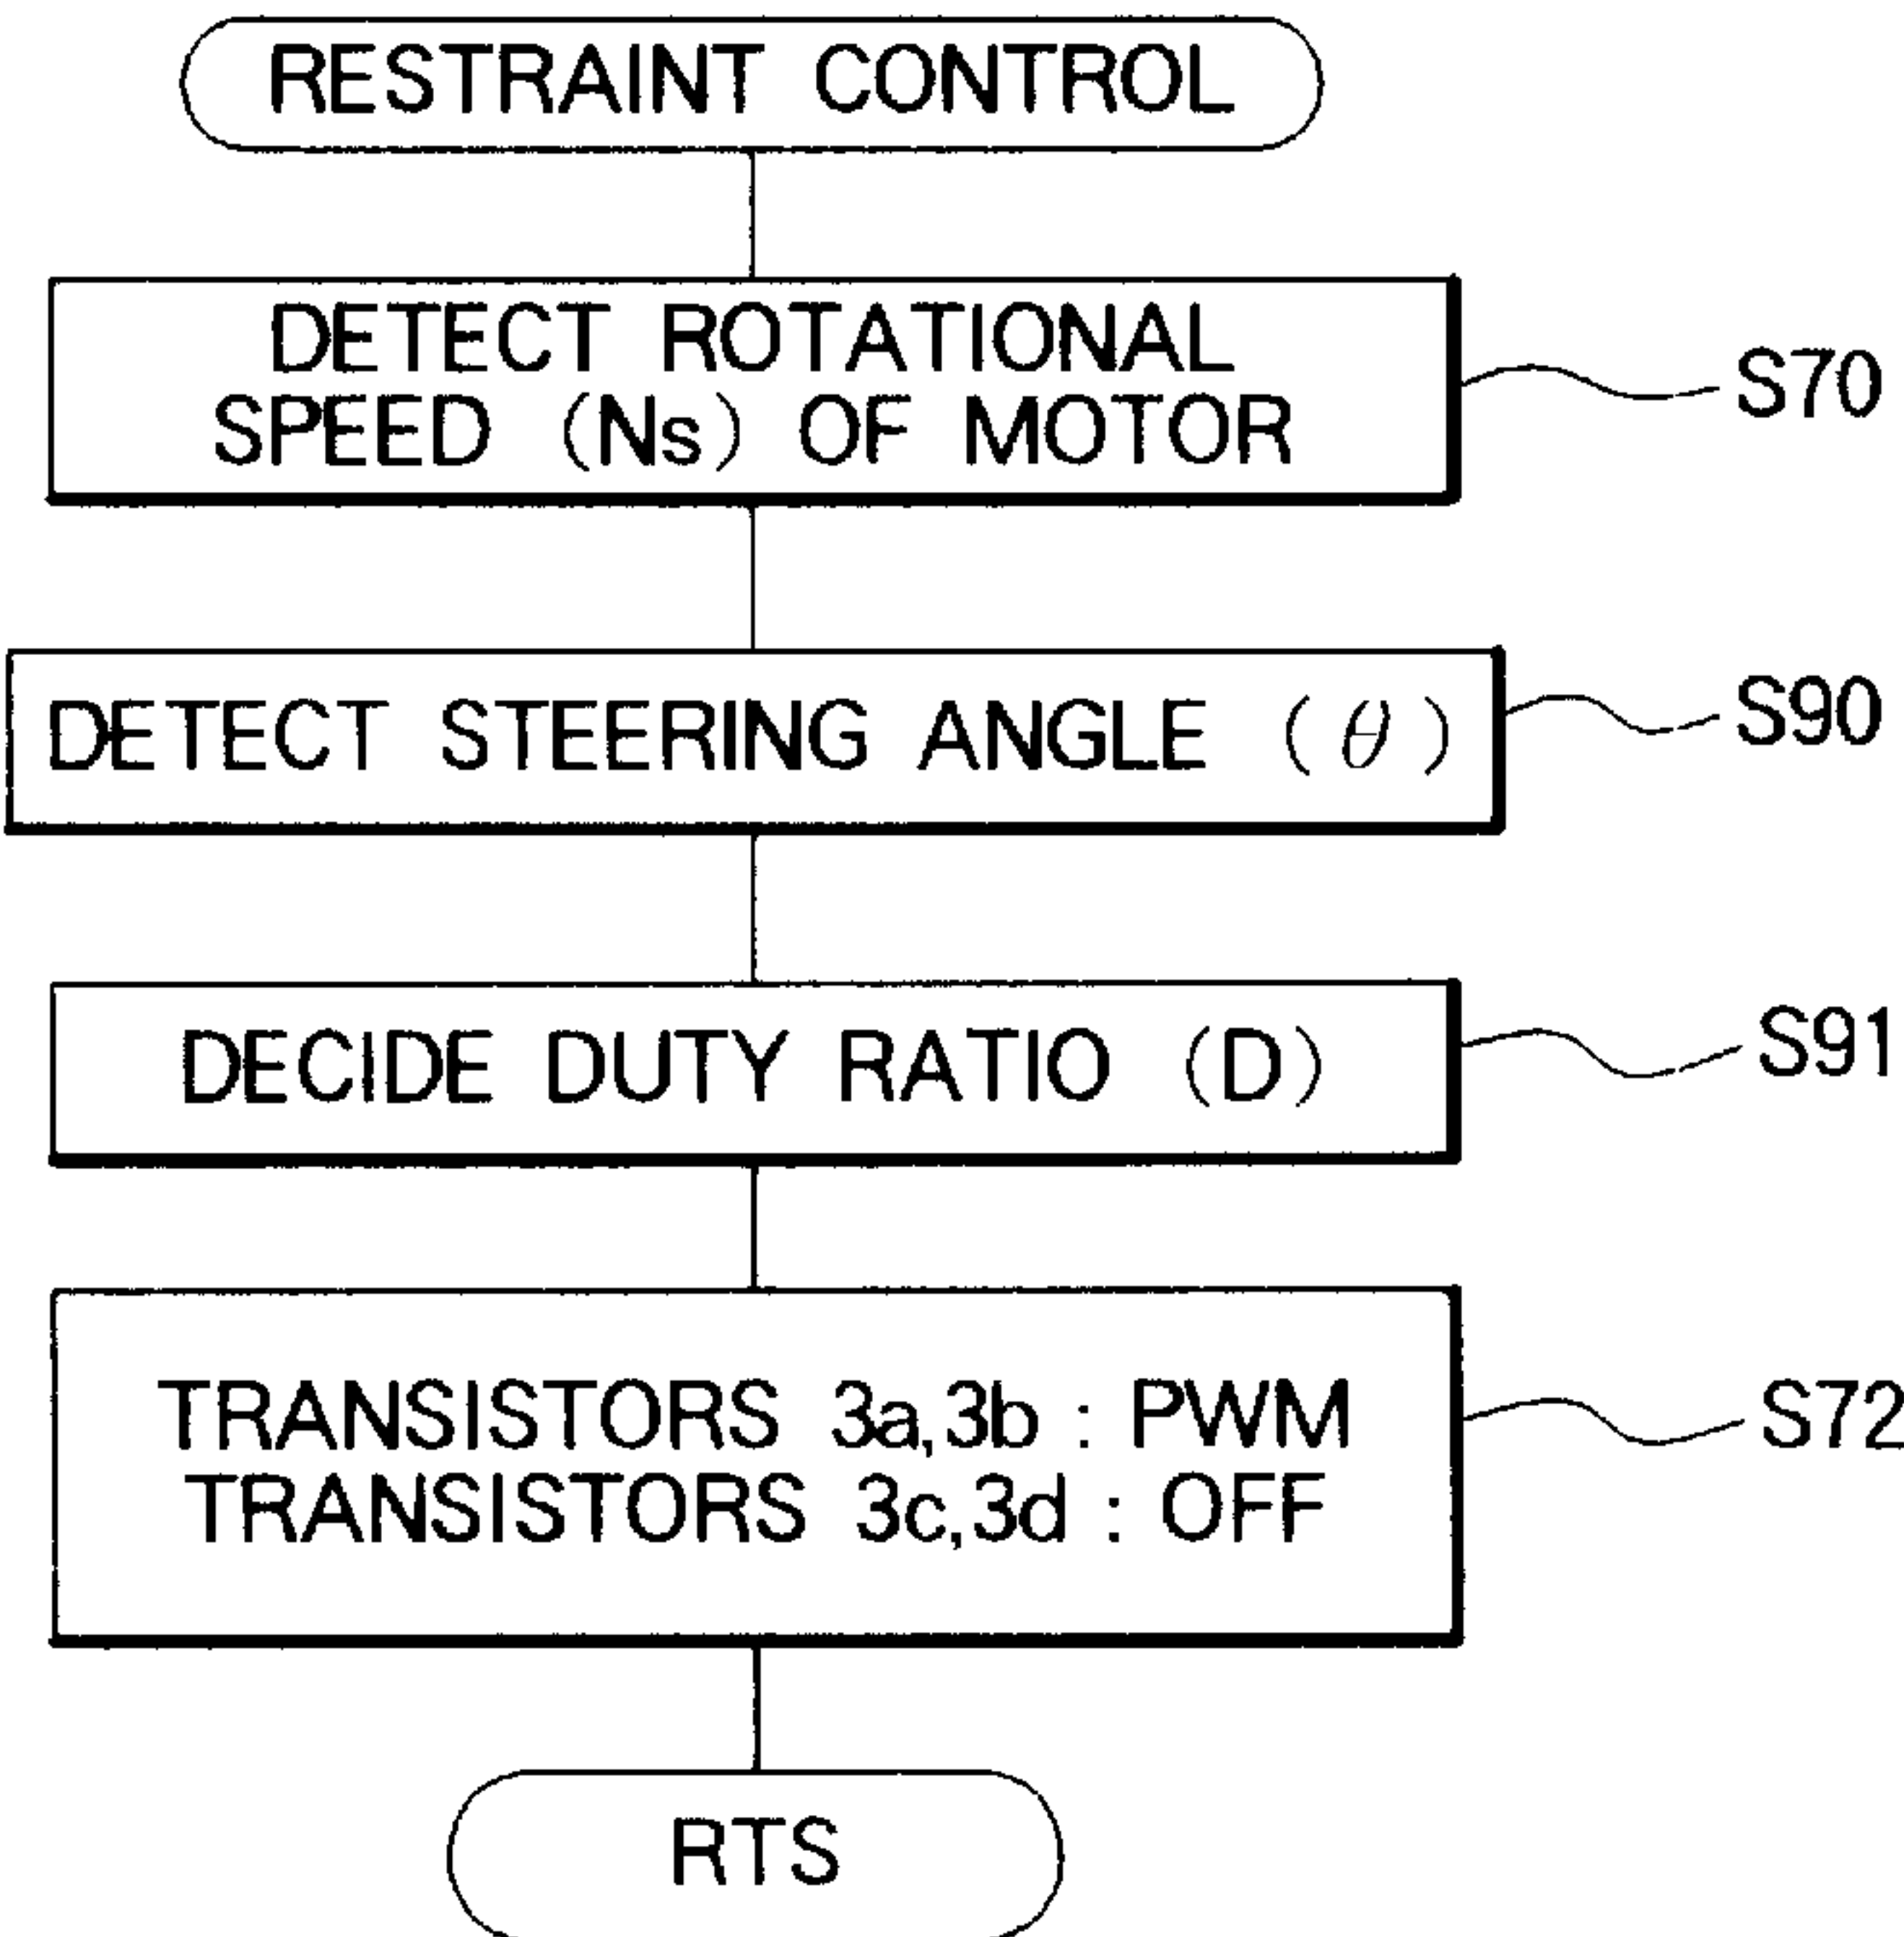 RESTRAINT CONTROL
DETECT ROTATIONAL
SPEED (Ns) OF MOTOR
S70
DETECT STEERING ANGLE (θ)
S90
DECIDE DUTY RATIO (D)
S91
TRANSISTORS 3a,3b : PWM
TRANSISTORS 3c,3d : OFF
S72
RTS